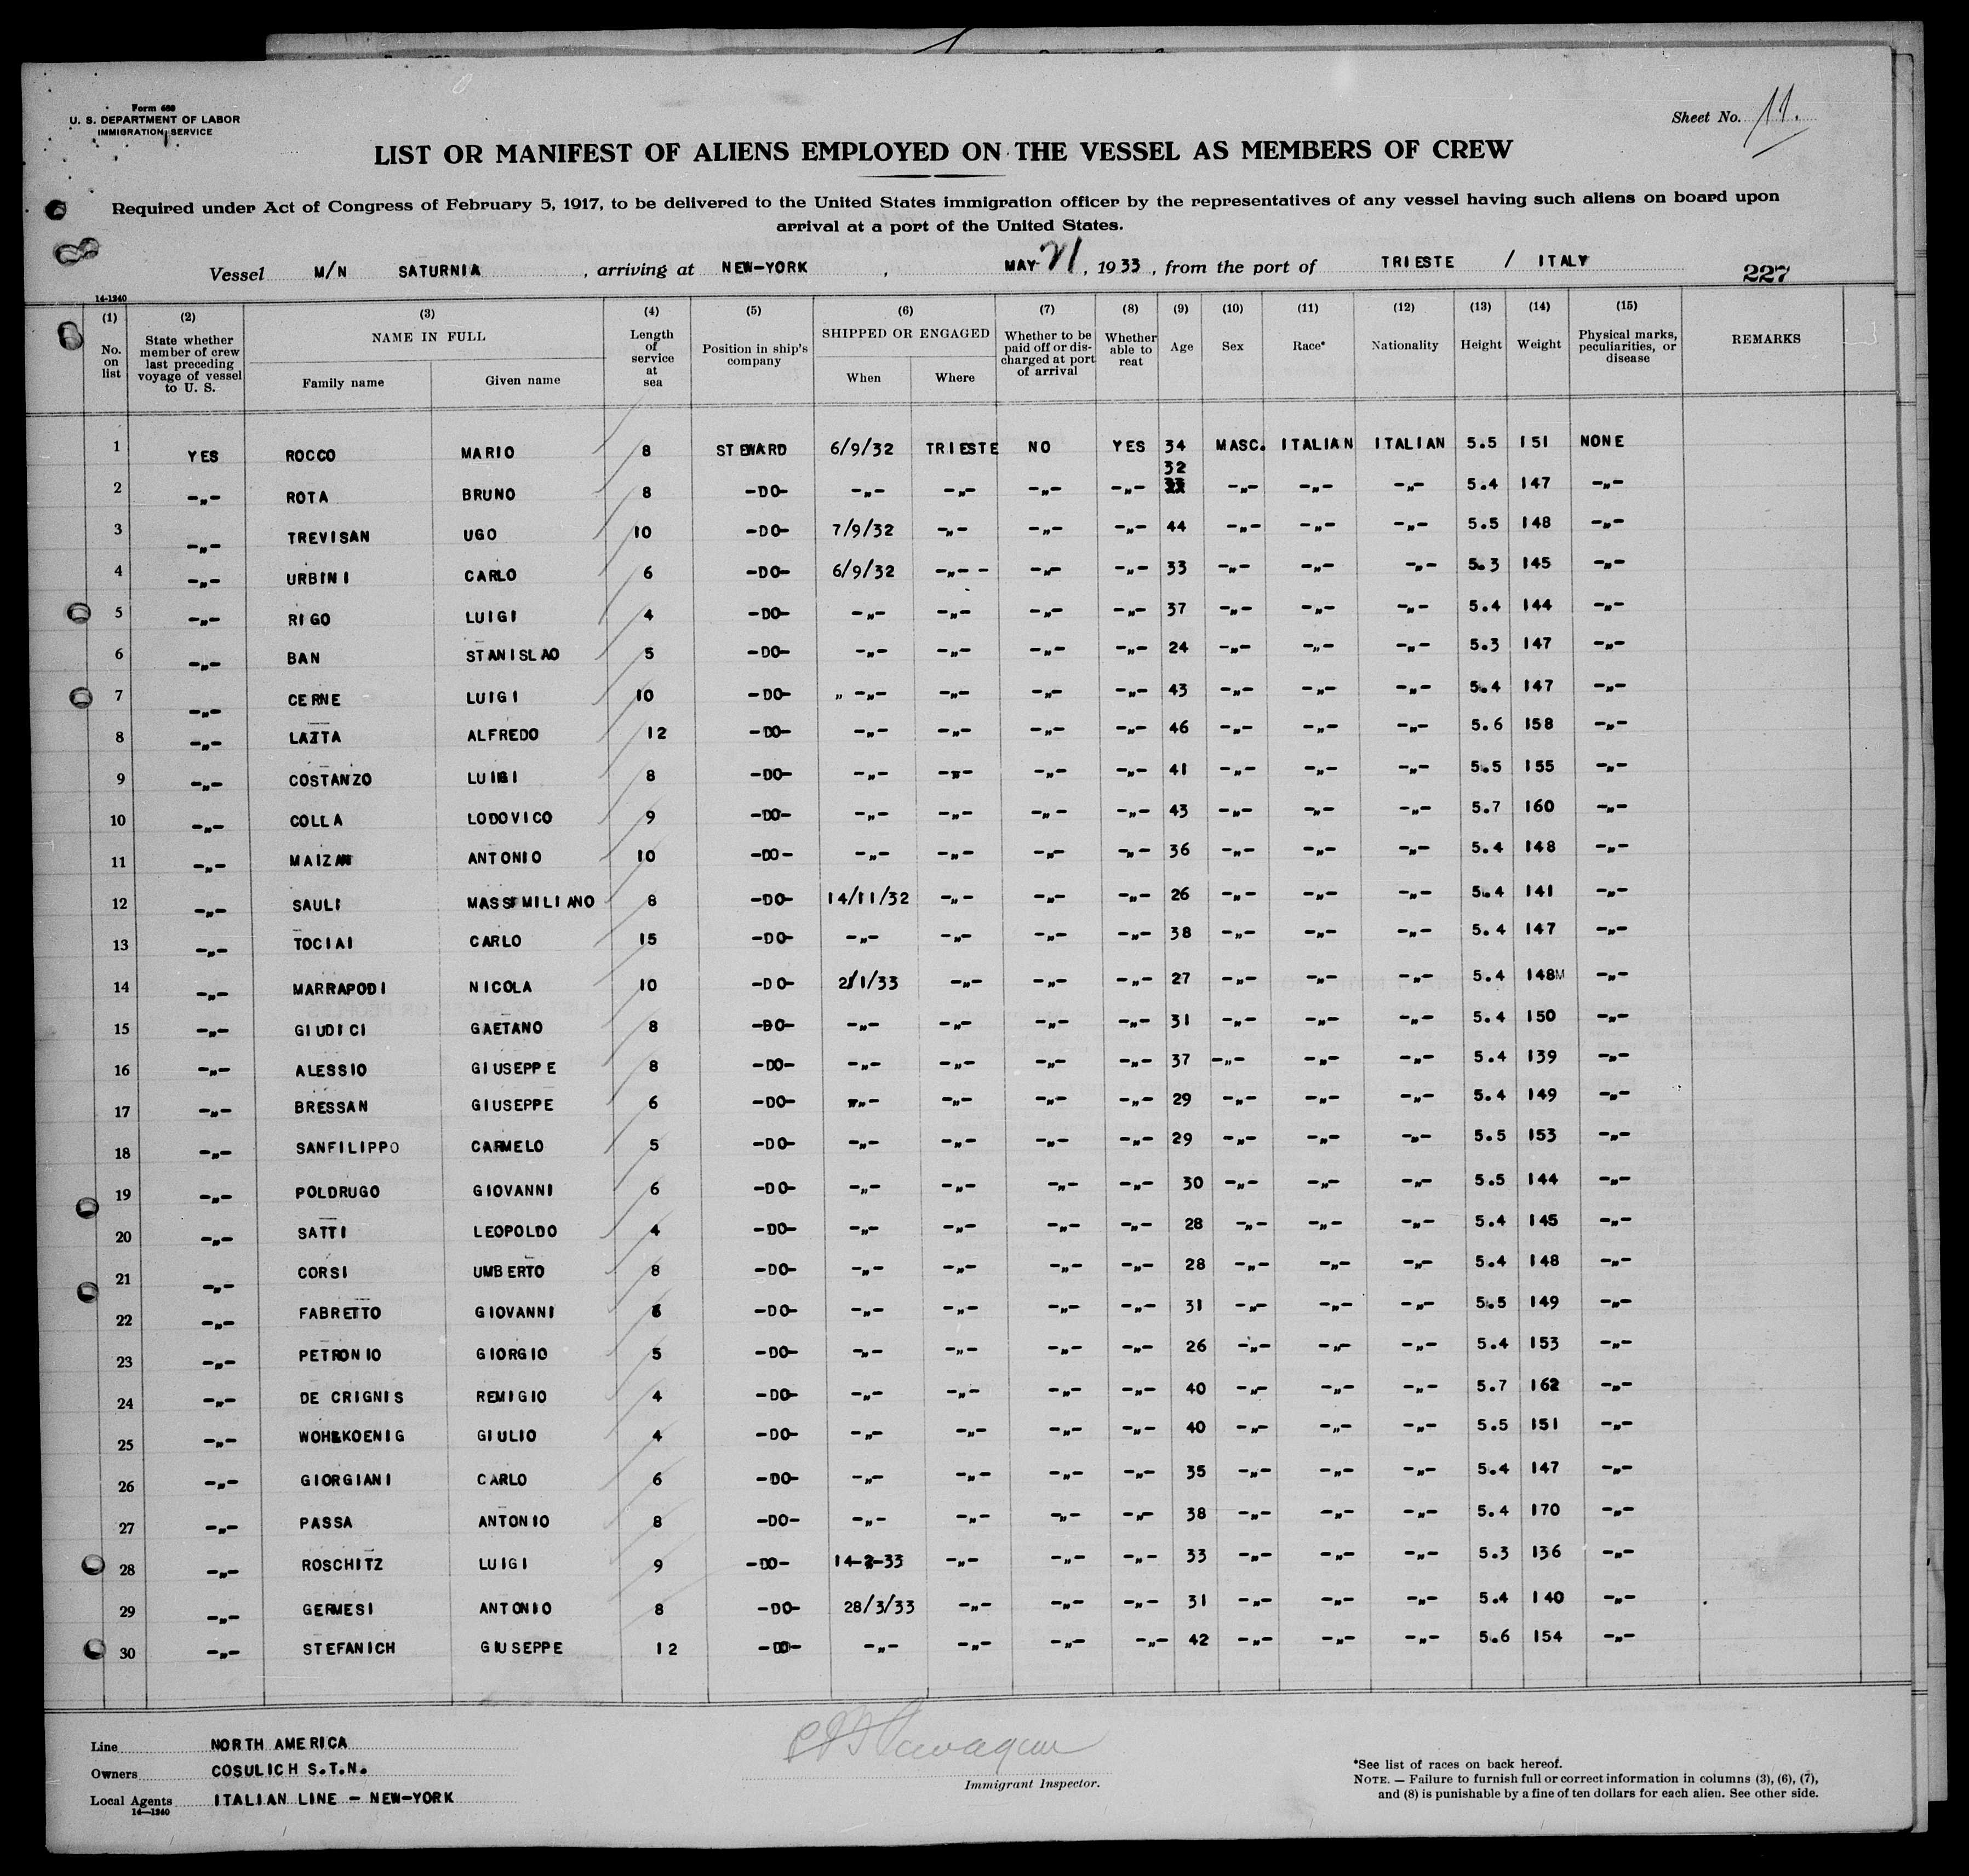 Form 680
U. S. DEPARTMENT OF LABOR
IMMIGRATION SERVICE
Sheet No. 11.
LIST OR MANIFEST OF ALIENS EMPLOYED ON THE VESSEL AS MEMBERS OF CREW
Required under Act of Congress of February 5, 1917, to be delivered to the United States immigration officer by the representatives of any vessel having such aliens on board upon
arrival at a port of the United States.
Vessel M/N SATURNIA, arriving at NEW-YORK, MAY 21, 1933, from the port of TRIESTE / ITALY
227
14-1240
(1) (2) (3) (4) (5) (6) (7) (8) (9) (10) (11) (12) (13) (14) (15)
No. on list | State whether member of crew last preceding voyage of vessel to U. S. | NAME IN FULL Family name Given name | Length of service at sea | Position in ship's company | SHIPPED OR ENGAGED When Where | Whether to be paid off or discharged at port of arrival | Whether able to reat | Age | Sex | Race* | Nationality | Height | Weight | Physical marks, peculiarities, or disease | REMARKS
1 YES ROCCO MARIO 8 STEWARD 6/9/32 TRIESTE NO YES 34 MASC. ITALIAN ITALIAN 5.5 151 NONE
2 -„- ROTA BRUNO 8 -DO- -„- -„- -„- -„- 32 -„- -„- -„- 5.4 147 -„-
3 -„- TREVISAN UGO 10 -DO- 7/9/32 -„- -„- -„- 44 -„- -„- -„- 5.5 148 -„-
4 -„- URBINI CARLO 6 -DO- 6/9/32 -„-- -„- -„- 33 -„- -„- -„- 5.3 145 -„-
5 -„- RIGO LUIGI 4 -DO- -„- -„- -„- -„- 37 -„- -„- -„- 5.4 144 -„-
6 -„- BAN STANISLAO 5 -DO- -„- -„- -„- -„- 24 -„- -„- -„- 5.3 147 -„-
7 -„- CERNE LUIGI 10 -DO- „ -„- -„- -„- -„- 43 -„- -„- -„- 5.4 147 -„-
8 -„- ALFREDO 12 -DO- -„- -„- -„- -„- 46 -„- -„- -„- 5.6 158 -„-
9 -„- COSTANZO LUIGI 8 -DO- -„- -„- -„- -„- 41 -„- -„- -„- 5.5 155 -„-
10 -„- COLLA LODOVICO 9 -DO- -„- -„- -„- -„- 43 -„- -„- -„- 5.7 160 -„-
11 -„- MAIZAN ANTONIO 10 -DO- -„- -„- -„- -„- 36 -„- -„- -„- 5.4 148 -„-
12 -„- SAULI MASSIMILIANO 8 -DO- 14/11/32 -„- -„- -„- 26 -„- -„- -„- 5.4 141 -„-
13 -„- TOCIAI CARLO 15 -DO- -„- -„- -„- -„- 38 -„- -„- -„- 5.4 147 -„-
14 -„- MARRAPODI NICOLA 10 -DO- 2/1/33 -„- -„- -„- 27 -„- -„- -„- 5.4 148M -„-
15 -„- GIUDICI GAETANO 8 -DO- -„- -„- -„- -„- 31 -„- -„- -„- 5.4 150 -„-
16 -„- ALESSIO GIUSEPPE 8 -DO- -„- -„- -„- -„- 37 -„- -„- -„- 5.4 139 -„-
17 -„- BRESSAN GIUSEPPE 6 -DO- -„- -„- -„- -„- 29 -„- -„- -„- 5.4 149 -„-
18 -„- SANFILIPPO CARMELO 5 -DO- -„- -„- -„- -„- 29 -„- -„- -„- 5.5 153 -„-
19 -„- POLDRUGO GIOVANNI 6 -DO- -„- -„- -„- -„- 30 -„- -„- -„- 5.5 144 -„-
20 -„- SATTI LEOPOLDO 4 -DO- -„- -„- -„- -„- 28 -„- -„- -„- 5.4 145 -„-
21 -„- CORSI UMBERTO 8 -DO- -„- -„- -„- -„- 28 -„- -„- -„- 5.4 148 -„-
22 -„- FABRETTO GIOVANNI -DO- -„- -„- -„- -„- 31 -„- -„- -„- 5.5 149 -„-
23 -„- PETRONIO GIORGIO 5 -DO- -„- -„- -„- -„- 26 -„- -„- -„- 5.4 153 -„-
24 -„- DE CRIGNIS REMIGIO 4 -DO- -„- -„- -„- -„- 40 -„- -„- -„- 5.7 162 -„-
25 -„- WOHLKOENIG GIULIO 4 -DO- -„- -„- -„- -„- 40 -„- -„- -„- 5.5 151 -„-
26 -„- GIORGIANI CARLO 6 -DO- -„- -„- -„- -„- 35 -„- -„- -„- 5.4 147 -„-
27 -„- PASSA ANTONIO 8 -DO- -„- -„- -„- -„- 38 -„- -„- -„- 5.4 170 -„-
28 -„- ROSCHITZ LUIGI 9 -DO- 14-2-33 -„- -„- -„- 33 -„- -„- -„- 5.3 136 -„-
29 -„- GERMESI ANTONIO 8 -DO- 28/3/33 -„- -„- -„- 31 -„- -„- -„- 5.4 140 -„-
30 -„- STEFANICH GIUSEPPE 12 -DO- -„- -„- -„- -„- 42 -„- -„- -„- 5.6 154 -„-
Line NORTH AMERICA
Owners COSULICH S.T.N.
Local Agents ITALIAN LINE - NEW-YORK
14-1240
Immigrant Inspector.
*See list of races on back hereof.
NOTE. — Failure to furnish full or correct information in columns (3), (6), (7),
and (8) is punishable by a fine of ten dollars for each alien. See other side.